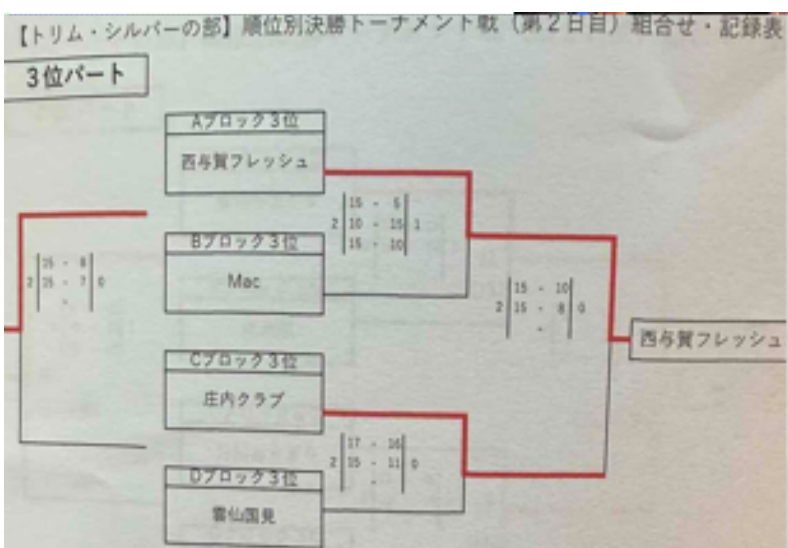 【トリム・シルバーの部】順位別決勝トーナメント戦（第2日目）組合せ・記録表
3位パート
Aブロック3位
西与賀フレッシュ
15 - 5
2 10 - 15 1
15 - 10
Bブロック3位
Mac
15 - 8
2 15 - 7 0
-
15 - 10
2 15 - 8 0
-
西与賀フレッシュ
Cブロック3位
庄内クラブ
17 - 16
2 15 - 11 0
-
Dブロック3位
雲仙国見